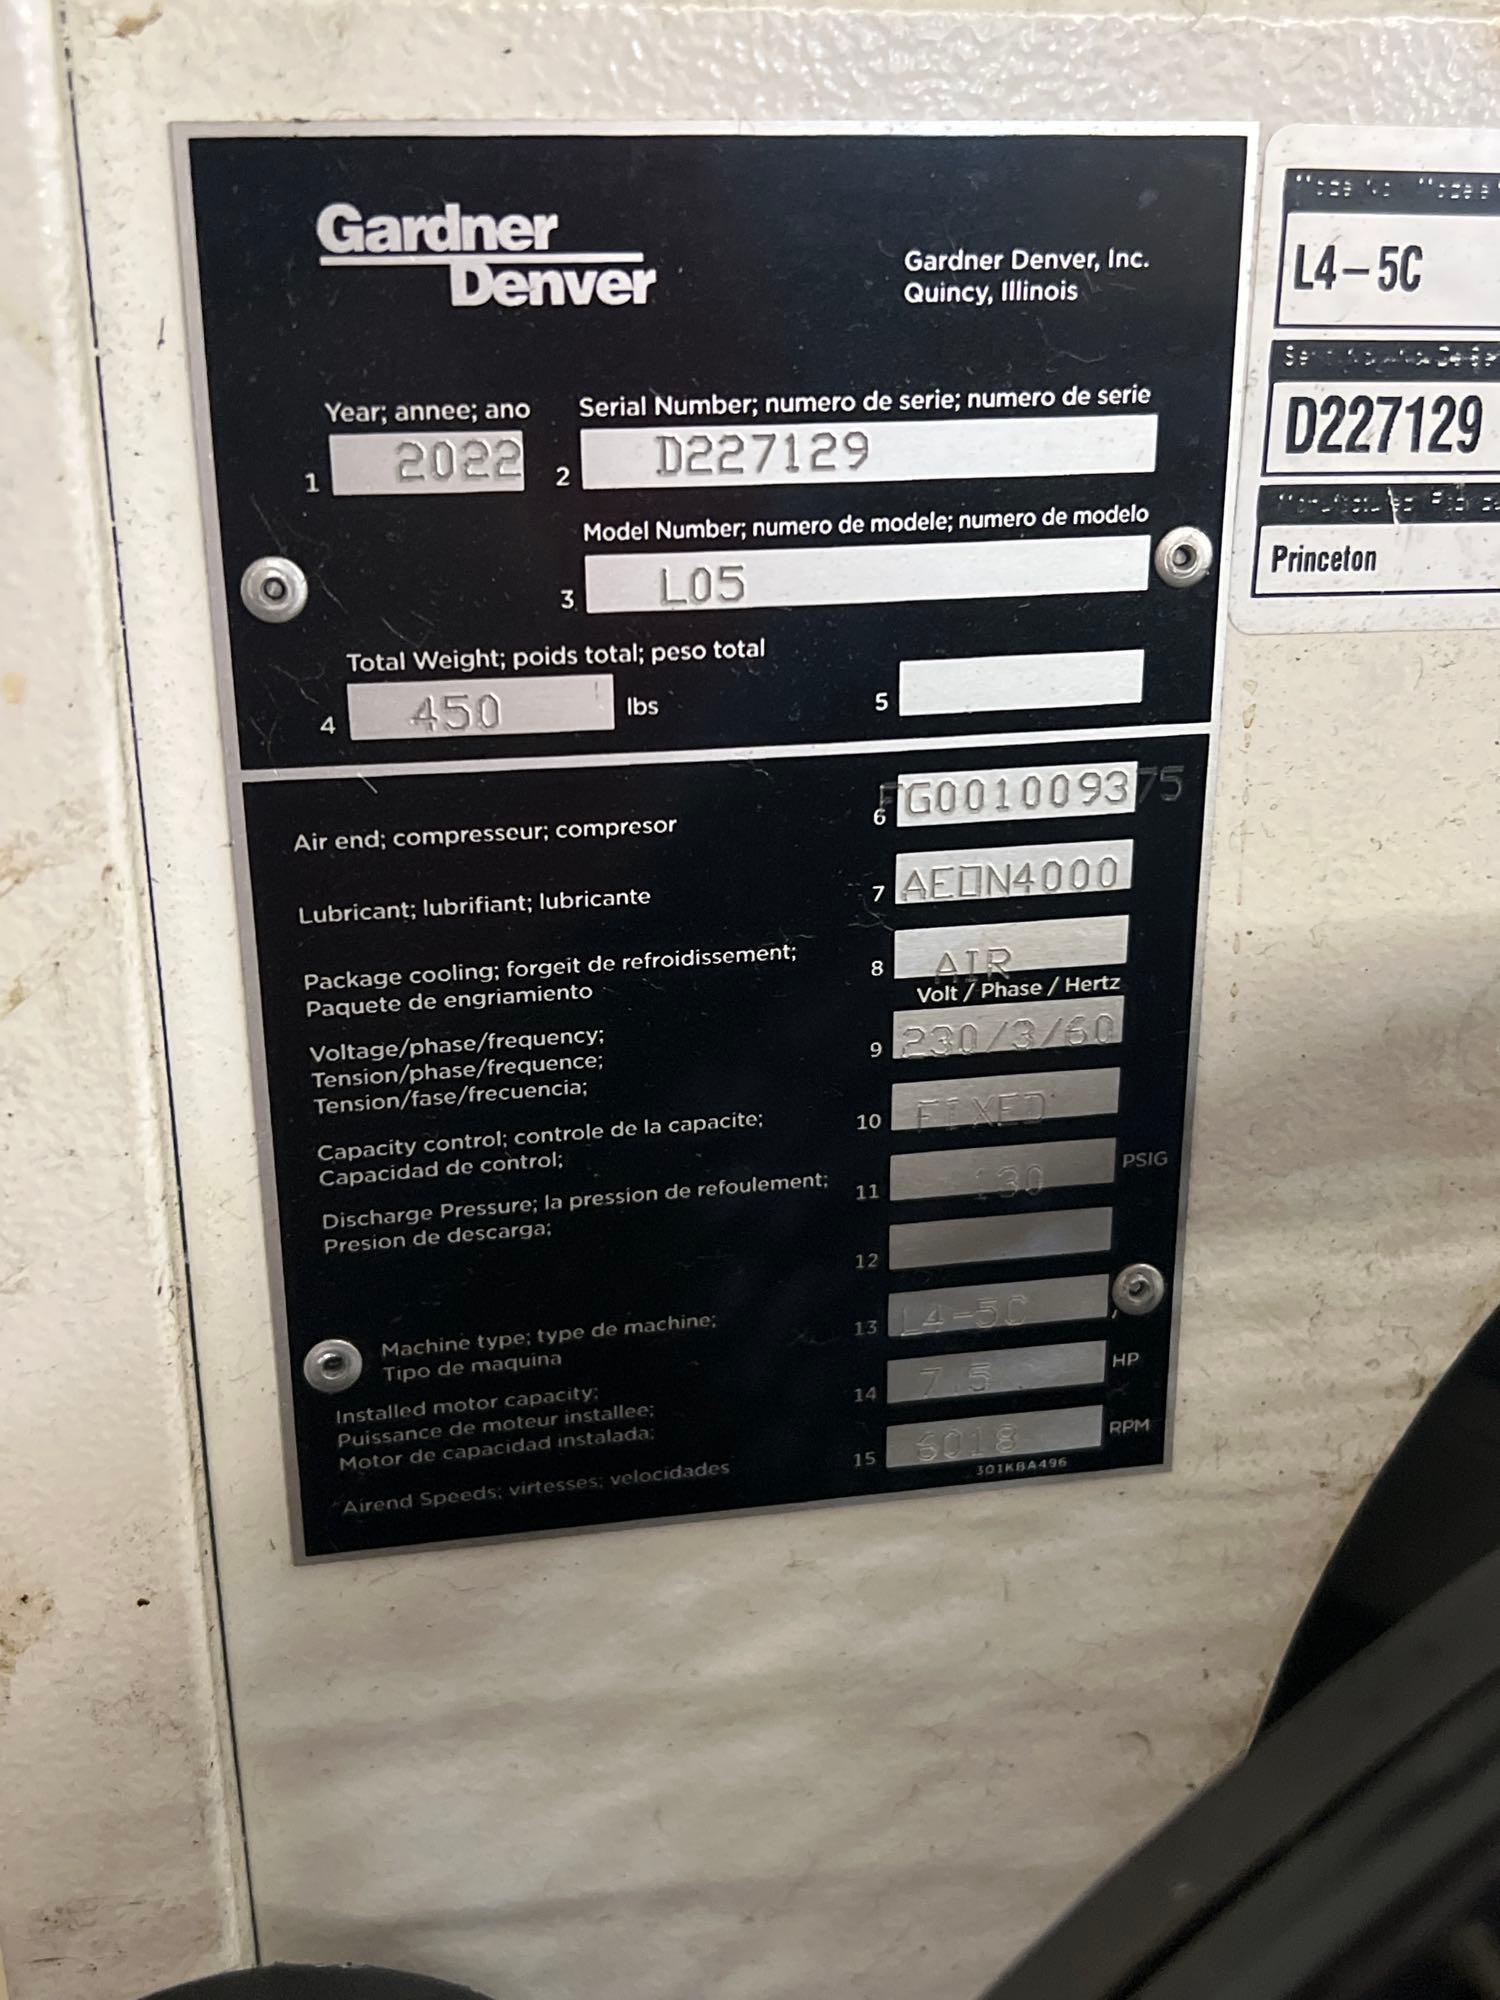 Gardner
Denver
Gardner Denver, Inc.
Quincy, Illinois
Year; annee; ano
1 2022
Serial Number; numero de serie; numero de serie
2 D227129
Model Number; numero de modele; numero de modelo
3 L05
Total Weight; poids total; peso total
4 450 lbs
5
Air end; compresseur; compresor
6 FG001009375
Lubricant; lubrifiant; lubricante
7 AEON4000
Package cooling; forgeit de refroidissement;
Paquete de engriamiento
8 AIR
Volt / Phase / Hertz
Voltage/phase/frequency;
Tension/phase/frequence;
Tension/fase/frecuencia;
9 230/3/60
Capacity control; controle de la capacite;
Capacidad de control;
10 FIXED
Discharge Pressure; la pression de refoulement;
Presion de descarga;
11 130 PSIG
12
Machine type; type de machine;
Tipo de maquina
13 L4-5C
Installed motor capacity;
Puissance de moteur installee;
Motor de capacidad instalada;
14 7.5 HP
Airend Speeds; virtesses; velocidades
15 6018 RPM
301KBA496
L4-5C
D227129
Princeton